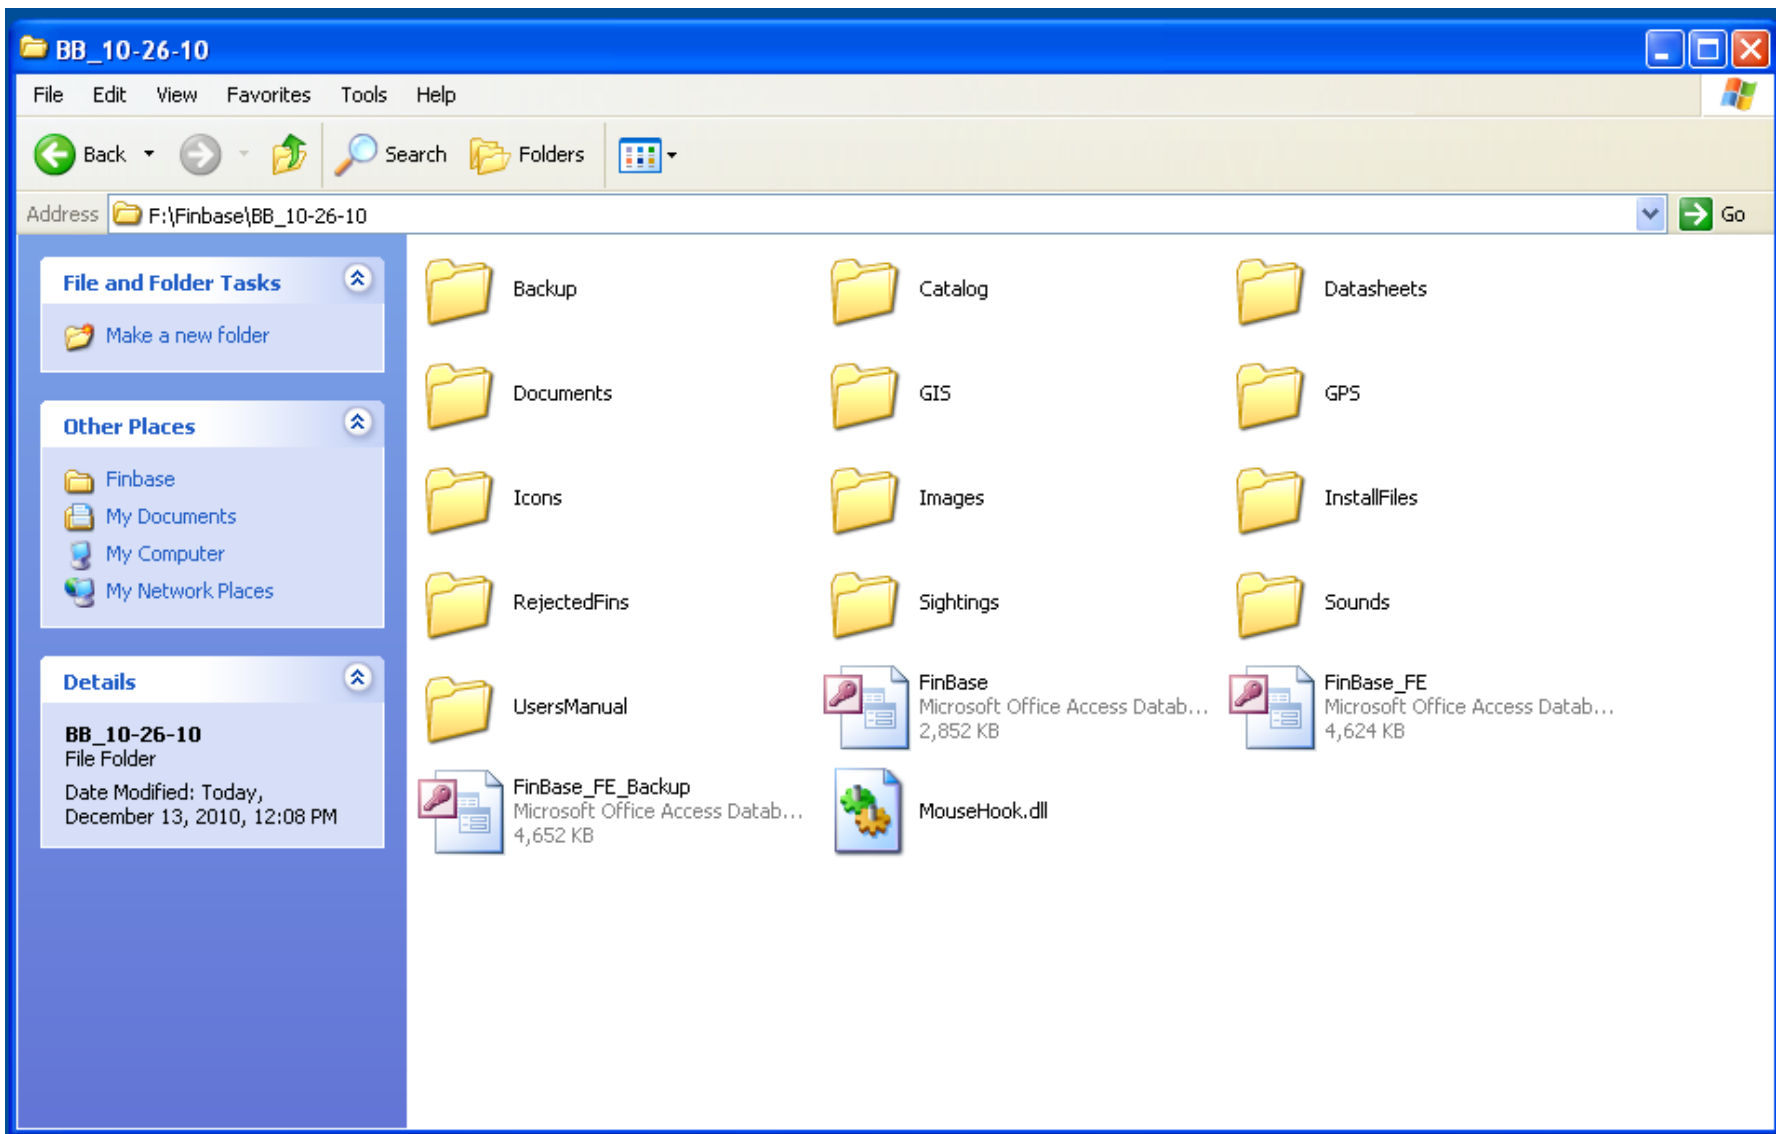 BB_10-26-10
File Edit View Favorites Tools Help
Back Search Folders
Address F:\Finbase\BB_10-26-10 Go
File and Folder Tasks
Make a new folder
Other Places
Finbase
My Documents
My Computer
My Network Places
Details
BB_10-26-10
File Folder
Date Modified: Today,
December 13, 2010, 12:08 PM
Backup
Catalog
Datasheets
Documents
GIS
GPS
Icons
Images
InstallFiles
RejectedFins
Sightings
Sounds
UsersManual
FinBase
Microsoft Office Access Datab...
2,852 KB
FinBase_FE
Microsoft Office Access Datab...
4,624 KB
FinBase_FE_Backup
Microsoft Office Access Datab...
4,652 KB
MouseHook.dll